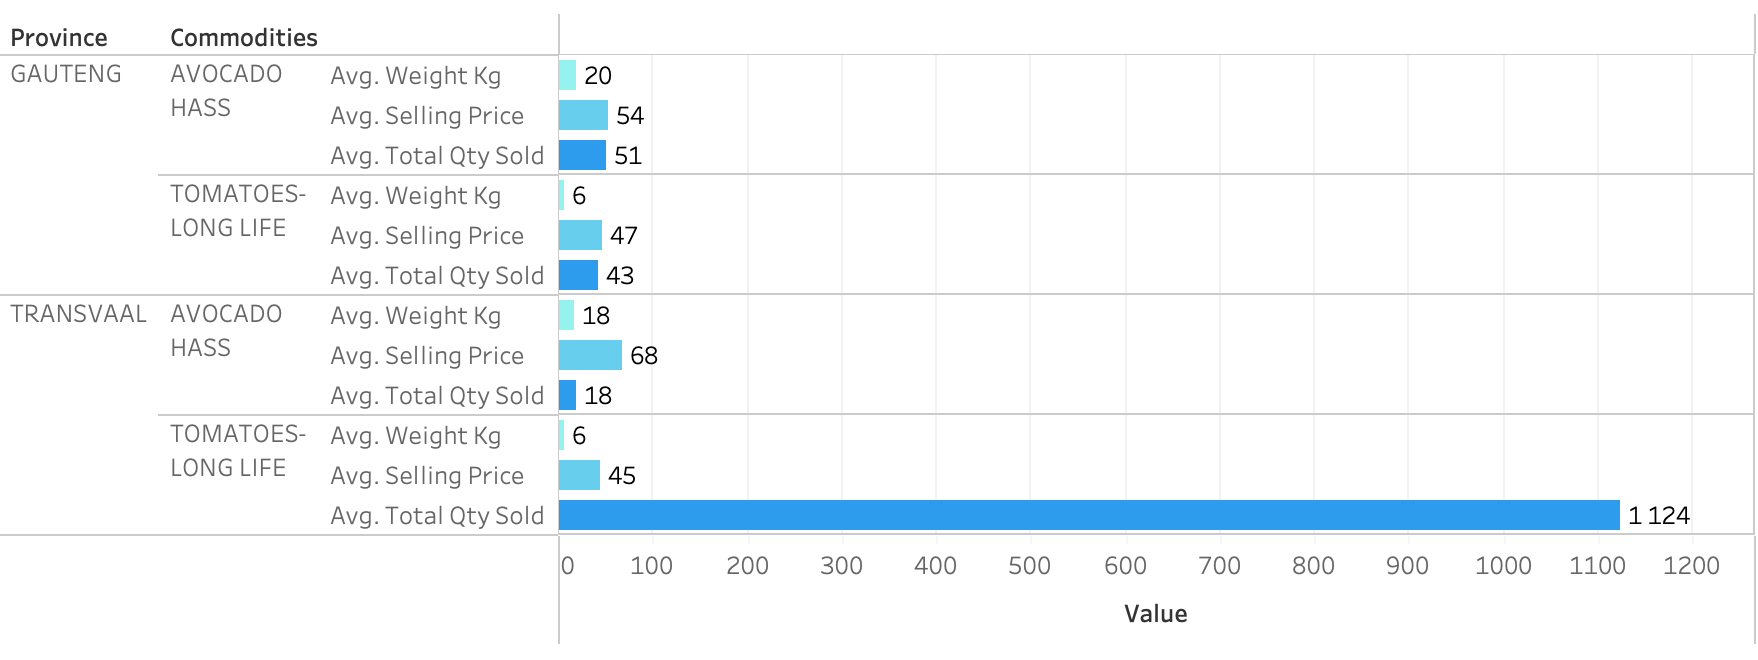 Province Commodities
GAUTENG AVOCADO HASS Avg. Weight Kg 20
Avg. Selling Price 54
Avg. Total Qty Sold 51
TOMATOES-LONG LIFE Avg. Weight Kg 6
Avg. Selling Price 47
Avg. Total Qty Sold 43
TRANSVAAL AVOCADO HASS Avg. Weight Kg 18
Avg. Selling Price 68
Avg. Total Qty Sold 18
TOMATOES-LONG LIFE Avg. Weight Kg 6
Avg. Selling Price 45
Avg. Total Qty Sold 1 124
0 100 200 300 400 500 600 700 800 900 1000 1100 1200
Value